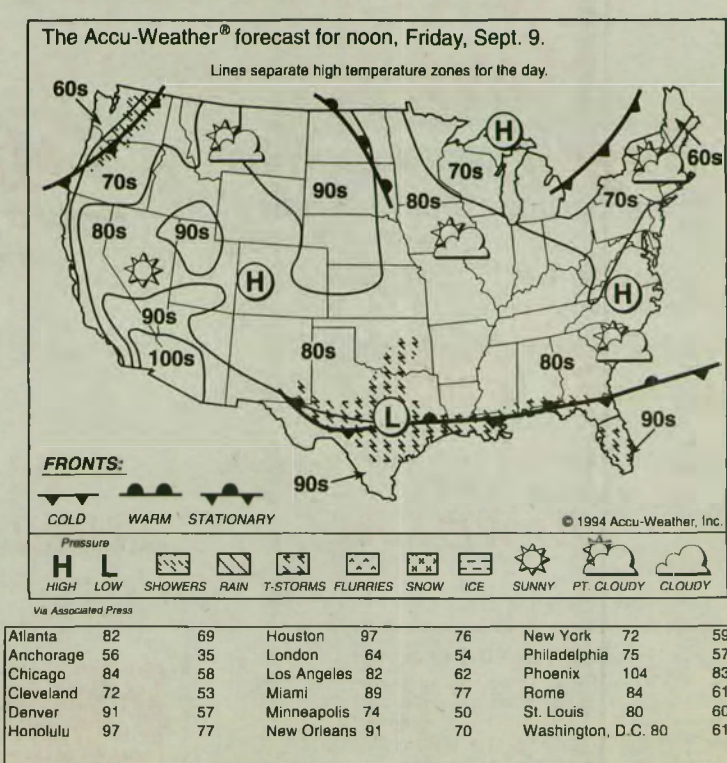 The Accu-Weather® forecast for noon, Friday, Sept. 9.
Lines separate high temperature zones for the day.
60s
H
70s
60s
70s
90s
80s
70s
80s
90s
H
H
90s
100s
80s
80s
L
90s
90s
FRONTS:
COLD WARM STATIONARY
© 1994 Accu-Weather, Inc.
Pressure
H L
HIGH LOW SHOWERS RAIN T-STORMS FLURRIES SNOW ICE SUNNY PT. CLOUDY CLOUDY
Via Associated Press
Atlanta 82 69 Houston 97 76 New York 72 59
Anchorage 56 35 London 64 54 Philadelphia 75 57
Chicago 84 58 Los Angeles 82 62 Phoenix 104 83
Cleveland 72 53 Miami 89 77 Rome 84 61
Denver 91 57 Minneapolis 74 50 St. Louis 80 60
Honolulu 97 77 New Orleans 91 70 Washington, D.C. 80 61